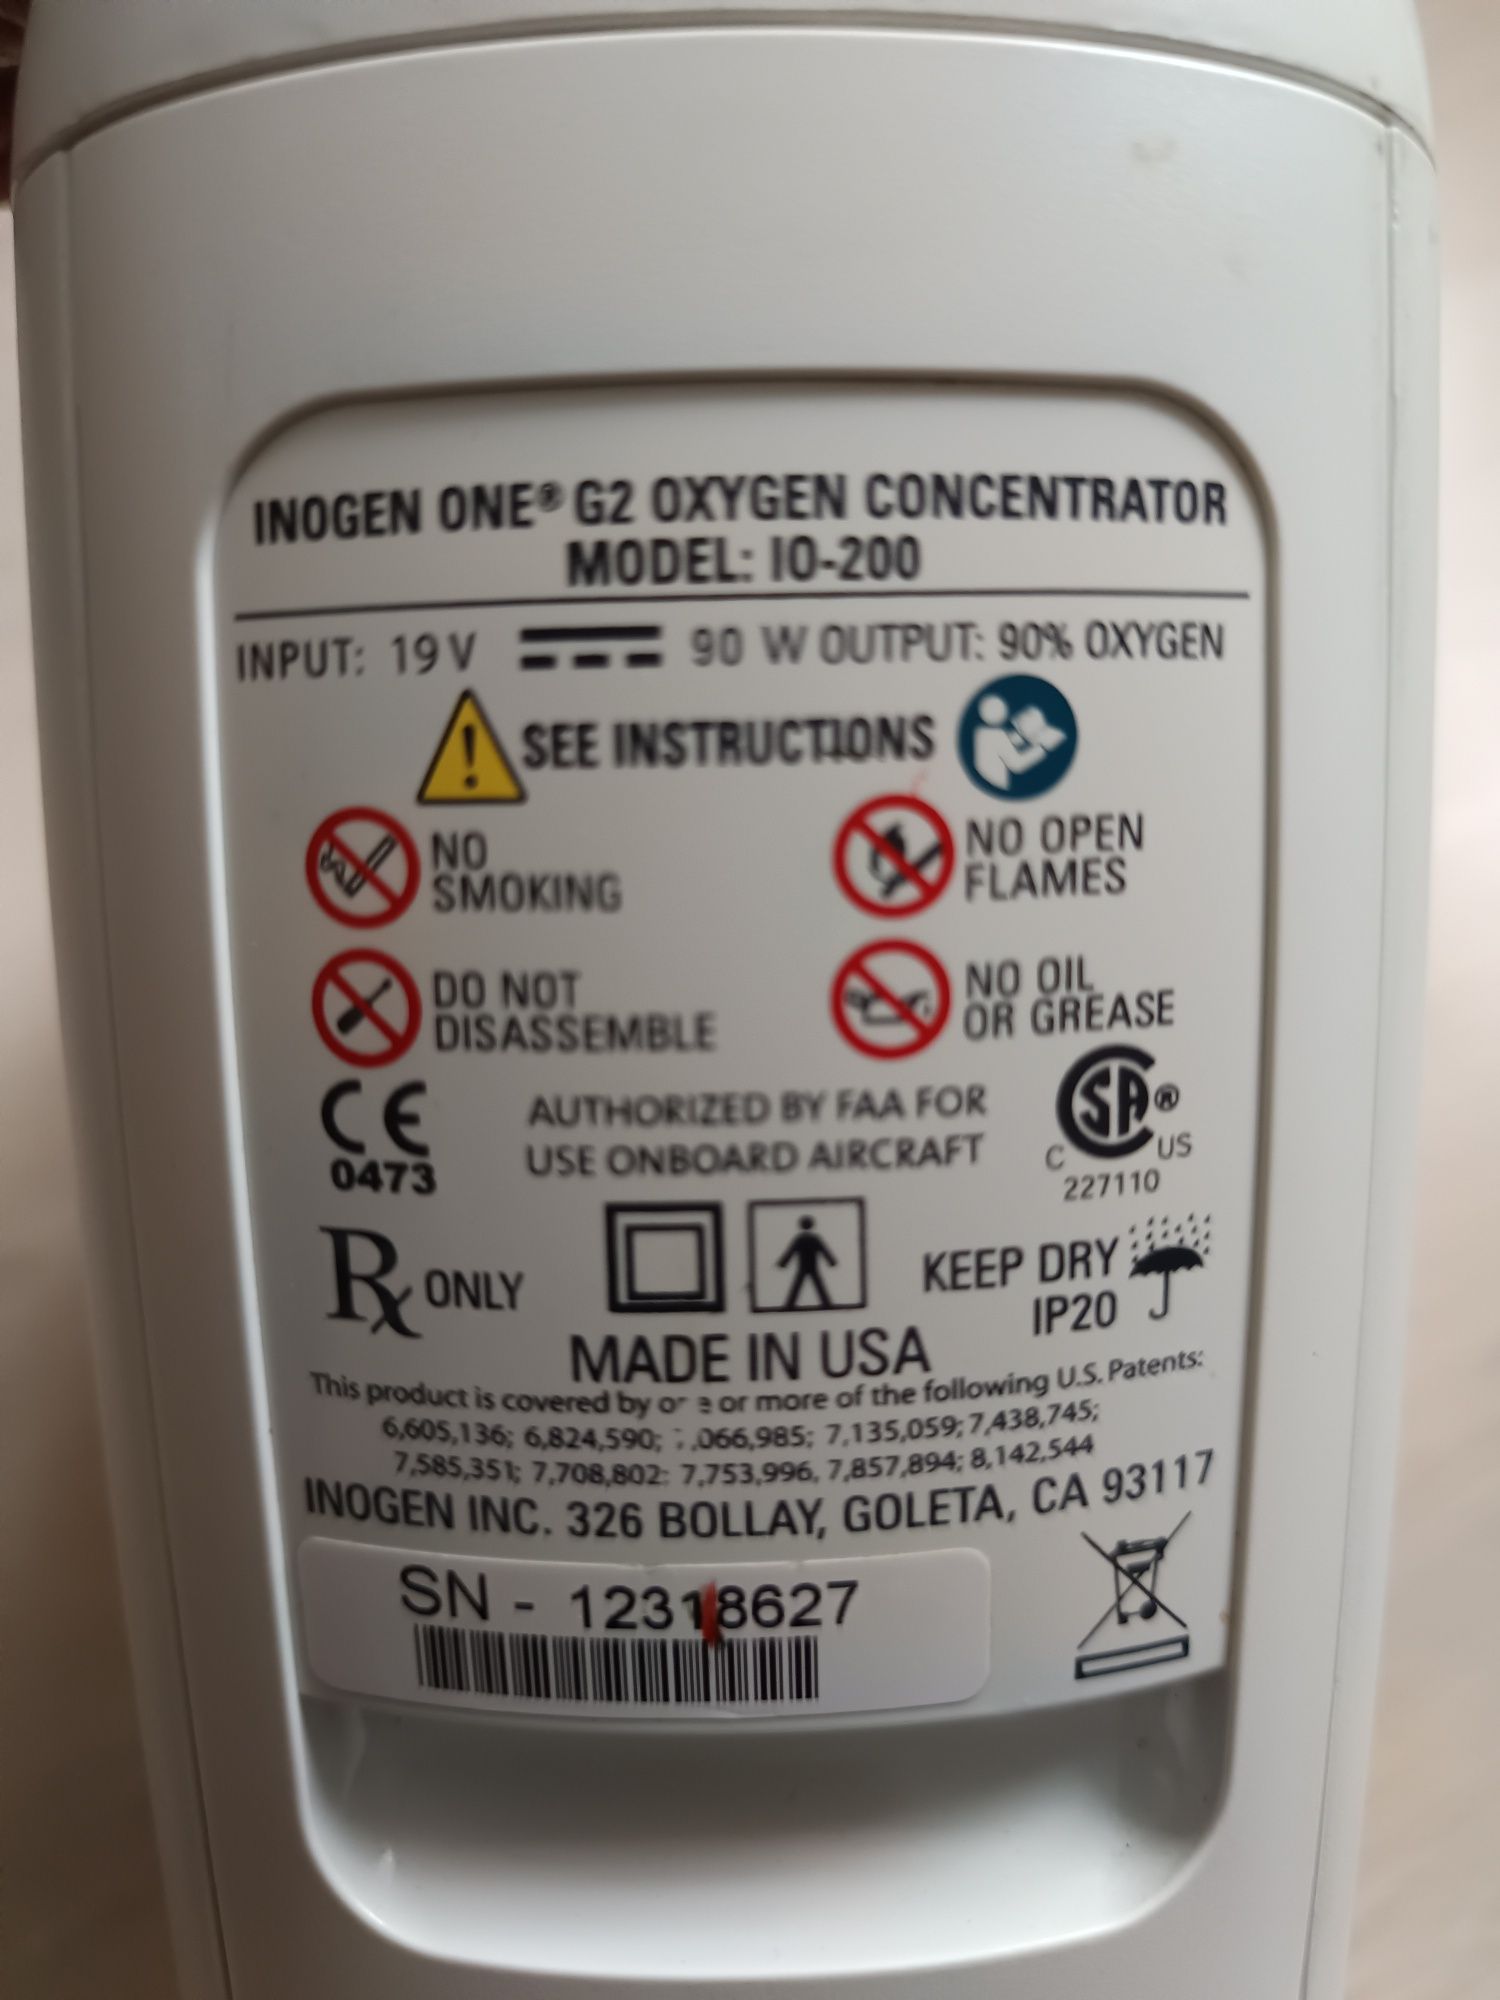 INOGEN ONE® G2 OXYGEN CONCENTRATOR
MODEL: IO-200
INPUT: 19 V 90 W OUTPUT: 90% OXYGEN
SEE INSTRUCTIONS
NO SMOKING
NO OPEN FLAMES
DO NOT DISASSEMBLE
NO OIL OR GREASE
CE 0473
AUTHORIZED BY FAA FOR
USE ONBOARD AIRCRAFT
CSA®
C US
227110
Rx ONLY
KEEP DRY
IP20
MADE IN USA
This product is covered by or more of the following U.S. Patents:
6,605,136; 6,824,590; ,066,985; 7,135,059; 7,438,745;
7,585,351; 7,708,802: 7,753,996, 7,857,894; 8,142,544
INOGEN INC. 326 BOLLAY, GOLETA, CA 93117
SN - 12318627